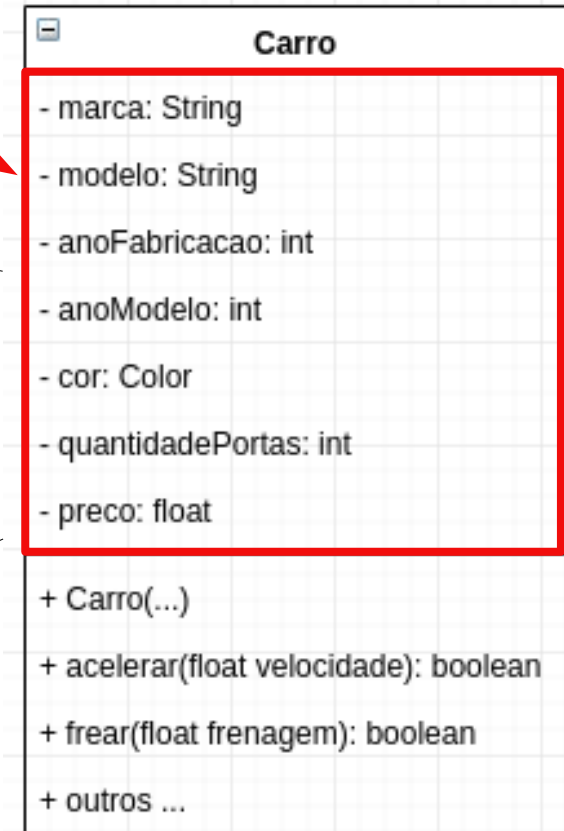 Carro
- marca: String
- modelo: String
- anoFabricacao: int
- anoModelo: int
- cor: Color
- quantidadePortas: int
- preco: float
+ Carro(...)
+ acelerar(float velocidade): boolean
+ frear(float frenagem): boolean
+ outros ...